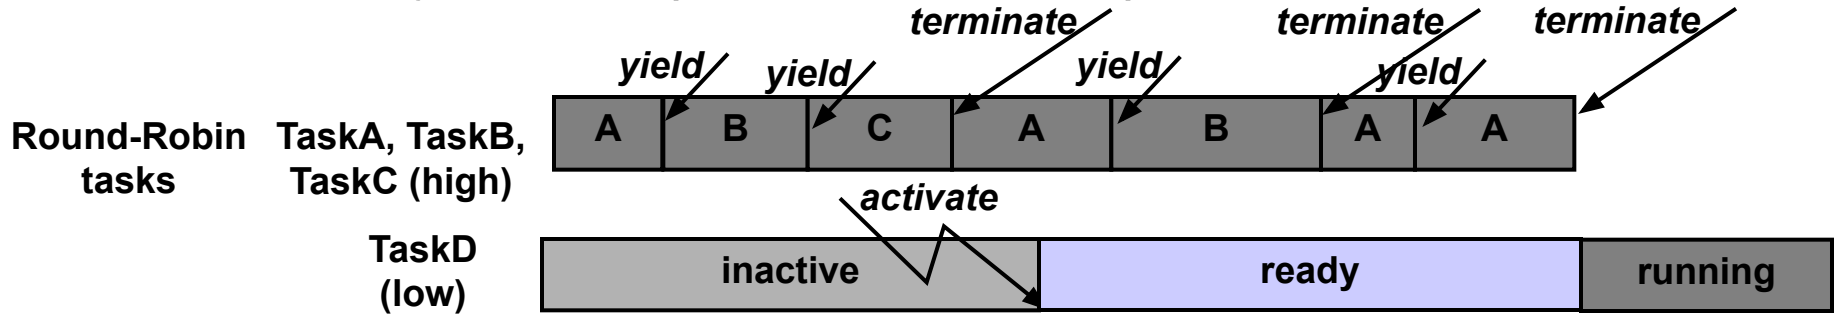 terminate terminate terminate
yield yield yield yield
A B C A B A A
Round-Robin tasks
TaskA, TaskB,
TaskC (high)
activate
TaskD
(low)
inactive ready running